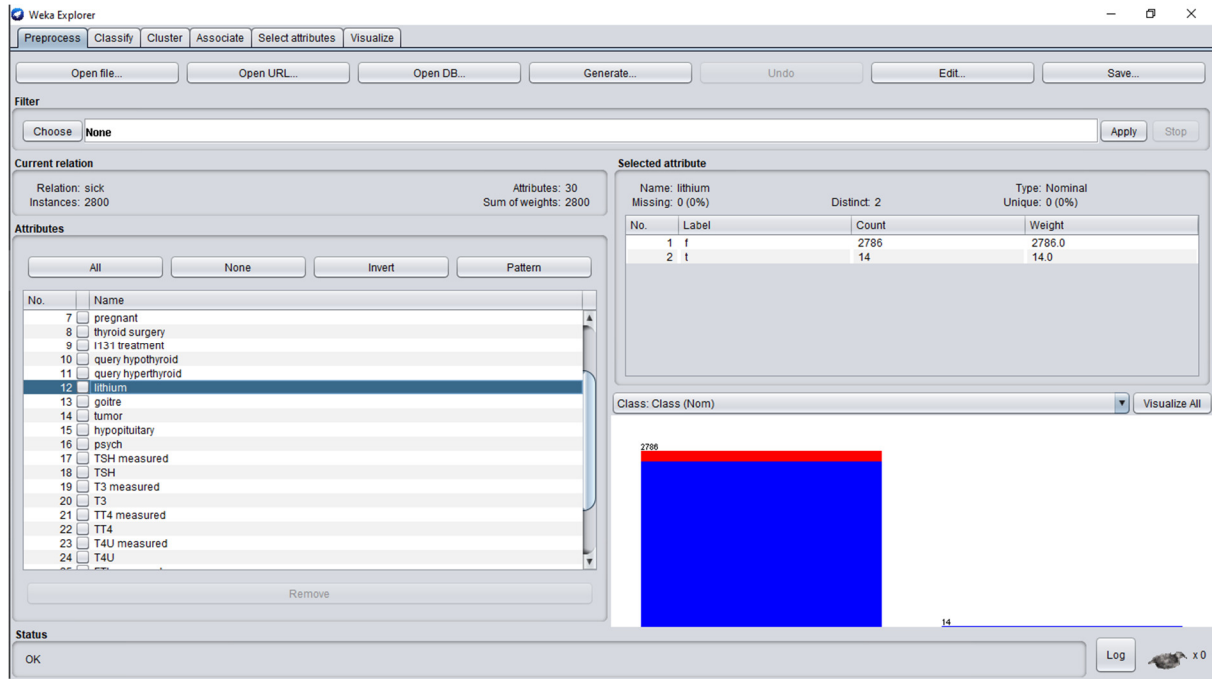 Weka Explorer
Preprocess Classify Cluster Associate Select attributes Visualize
Open file... Open URL... Open DB... Generate... Undo Edit... Save...
Filter
Choose None Apply Stop
Current relation
Relation: sick Attributes: 30
Instances: 2800 Sum of weights: 2800
Attributes
All None Invert Pattern
No. Name
7 pregnant
8 thyroid surgery
9 I131 treatment
10 query hypothyroid
11 query hyperthyroid
12 lithium
13 goitre
14 tumor
15 hypopituitary
16 psych
17 TSH measured
18 TSH
19 T3 measured
20 T3
21 TT4 measured
22 TT4
23 T4U measured
24 T4U
Remove
Selected attribute
Name: lithium Type: Nominal
Missing: 0 (0%) Distinct: 2 Unique: 0 (0%)
No. Label Count Weight
1 f 2786 2786.0
2 t 14 14.0
Class: Class (Nom) Visualize All
2786
14
Status
OK Log x 0